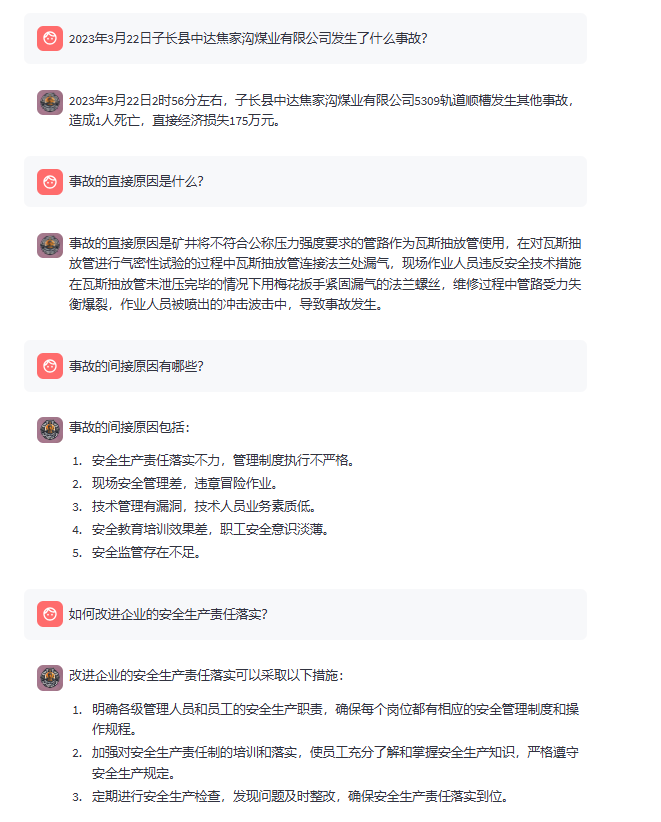 2023年3月22日子长县中达焦家沟煤业有限公司发生了什么事故?
2023年3月22日2时56分左右，子长县中达焦家沟煤业有限公司5309轨道顺槽发生其他事故，
造成1人死亡，直接经济损失175万元。
事故的直接原因是什么?
事故的直接原因是矿井将不符合公称压力强度要求的管路作为瓦斯抽放管使用，在对瓦斯抽
放管进行气密性试验的过程中瓦斯抽放管连接法兰处漏气，现场作业人员违反安全技术措施
在瓦斯抽放管未泄压完毕的情况下用梅花扳手紧固漏气的法兰螺丝，维修过程中管路受力失
衡爆裂，作业人员被喷出的冲击波击中，导致事故发生。
事故的间接原因有哪些?
事故的间接原因包括：
1. 安全生产责任落实不力，管理制度执行不严格。
2. 现场安全管理差，违章冒险作业。
3. 技术管理有漏洞，技术人员业务素质低。
4. 安全教育培训效果差，职工安全意识淡薄。
5. 安全监管存在不足。
如何改进企业的安全生产责任落实?
改进企业的安全生产责任落实可以采取以下措施：
1. 明确各级管理人员和员工的安全生产职责，确保每个岗位都有相应的安全管理制度和操
作规程。
2. 加强对安全生产责任制的培训和落实，使员工充分了解和掌握安全生产知识，严格遵守
安全生产规定。
3. 定期进行安全生产检查，发现问题及时整改，确保安全生产责任落实到位。